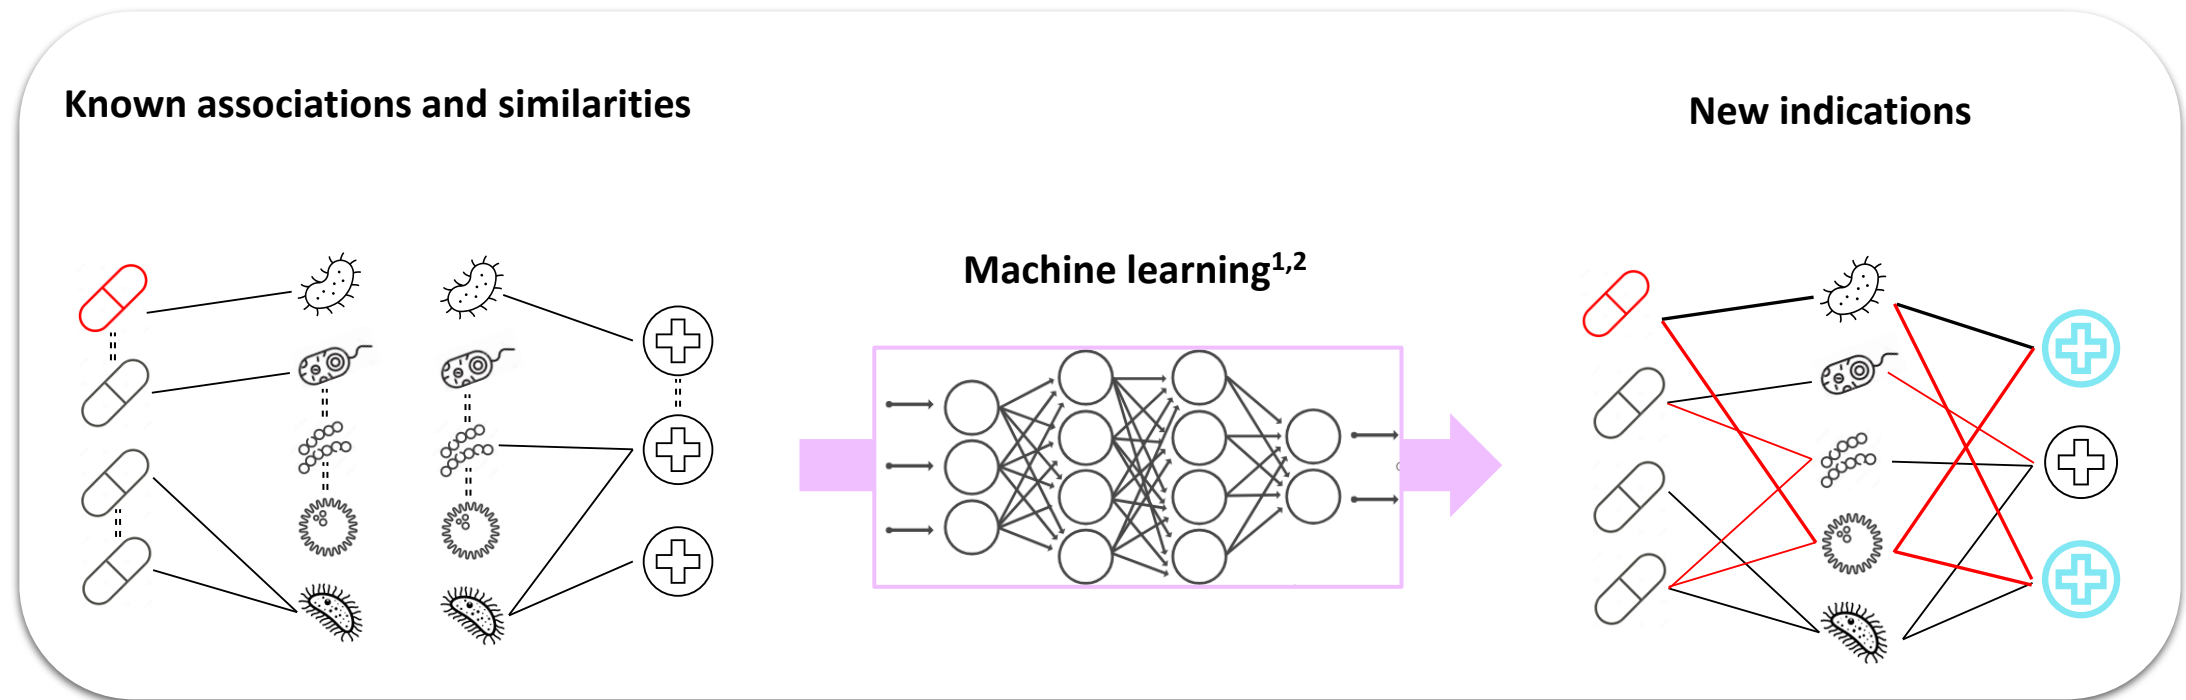 Known associations and similarities
New indications
Machine learning1,2